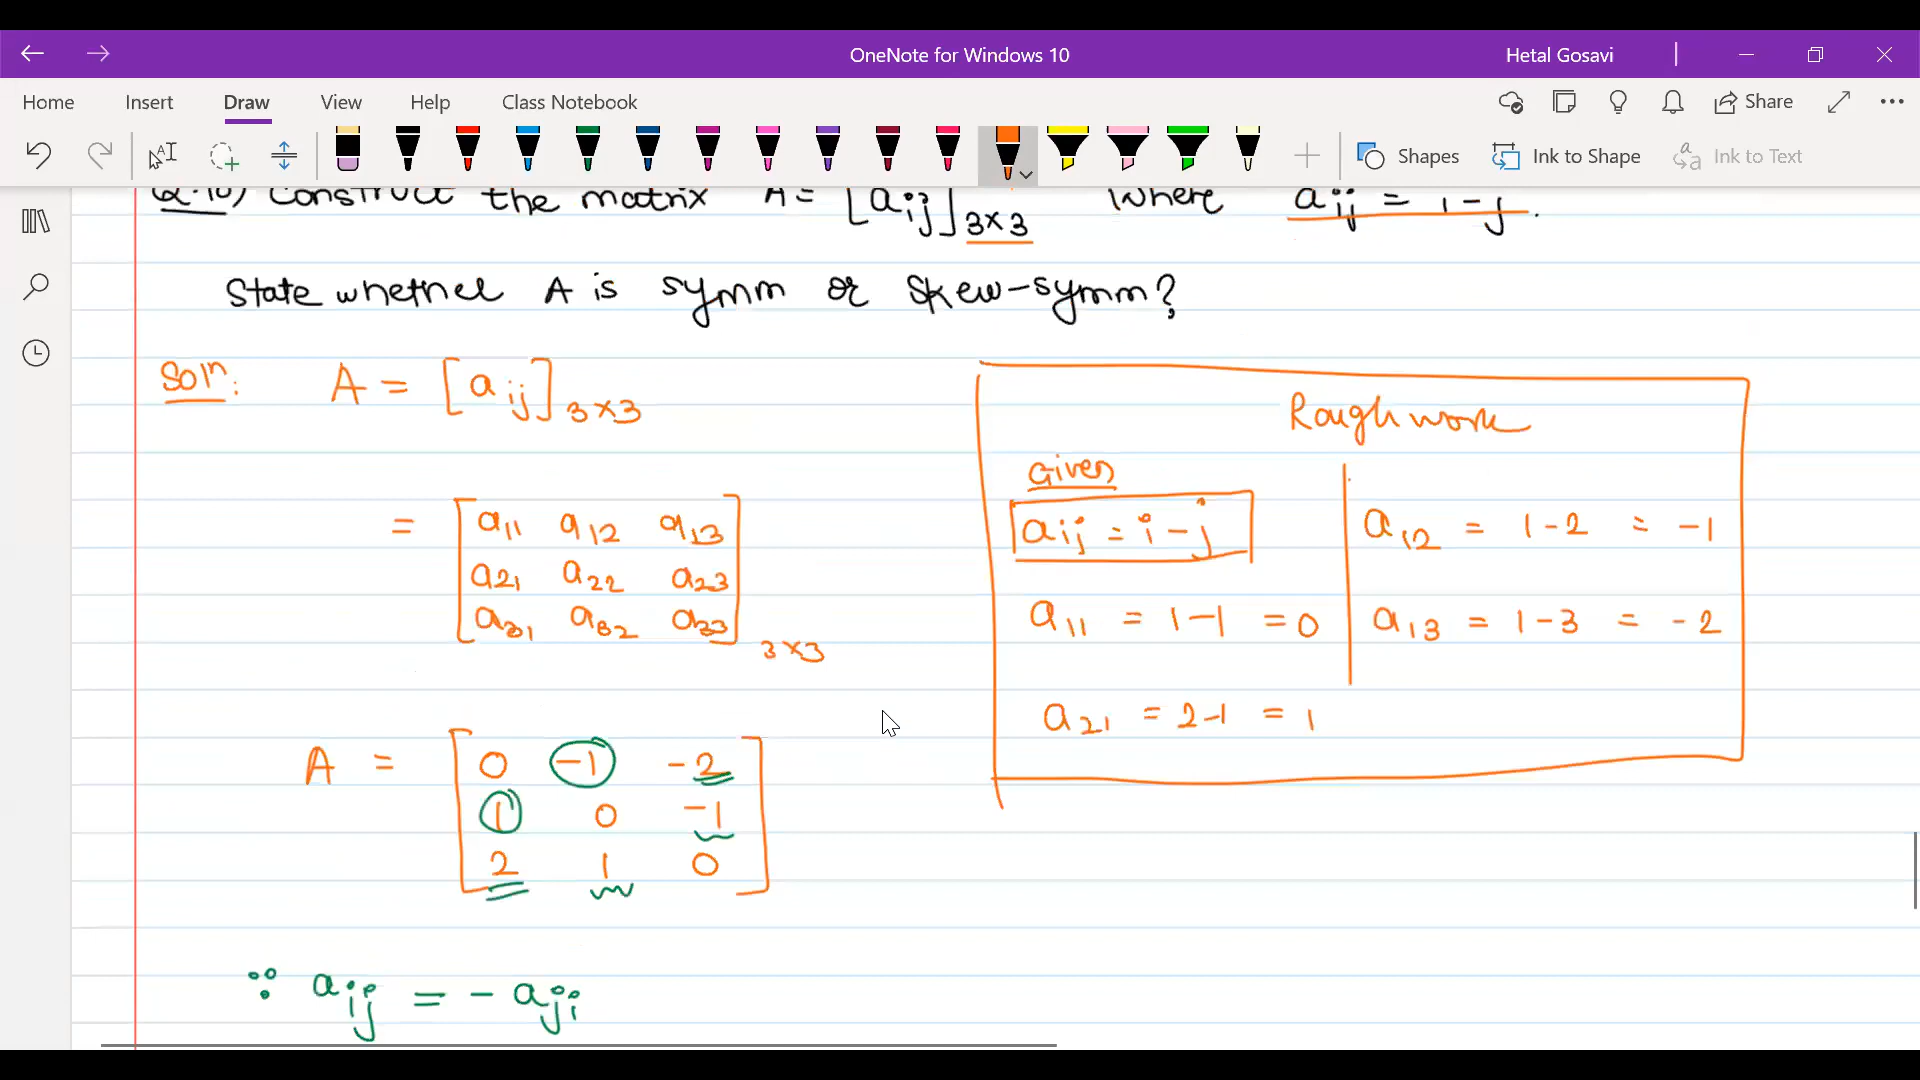 OneNote for Windows 10 Hetal Gosavi
Home Insert Draw View Help Class Notebook Share
Shapes Ink to Shape Ink to Text
Q.10) Construct the matrix A = [aij]3×3 where aij = i-j.
State whether A is symm or skew-symm?
Soln: A = [aij]3×3
Rough work
Given
= [a11 a12 a13
a21 a22 a23
a31 a32 a33]3×3
aij = i-j
a11 = 1-1 = 0
a21 = 2-1 = 1
a12 = 1-2 = -1
a13 = 1-3 = -2
A = [0 -1 -2
1 0 -1
2 1 0]
∵ aij = - aji